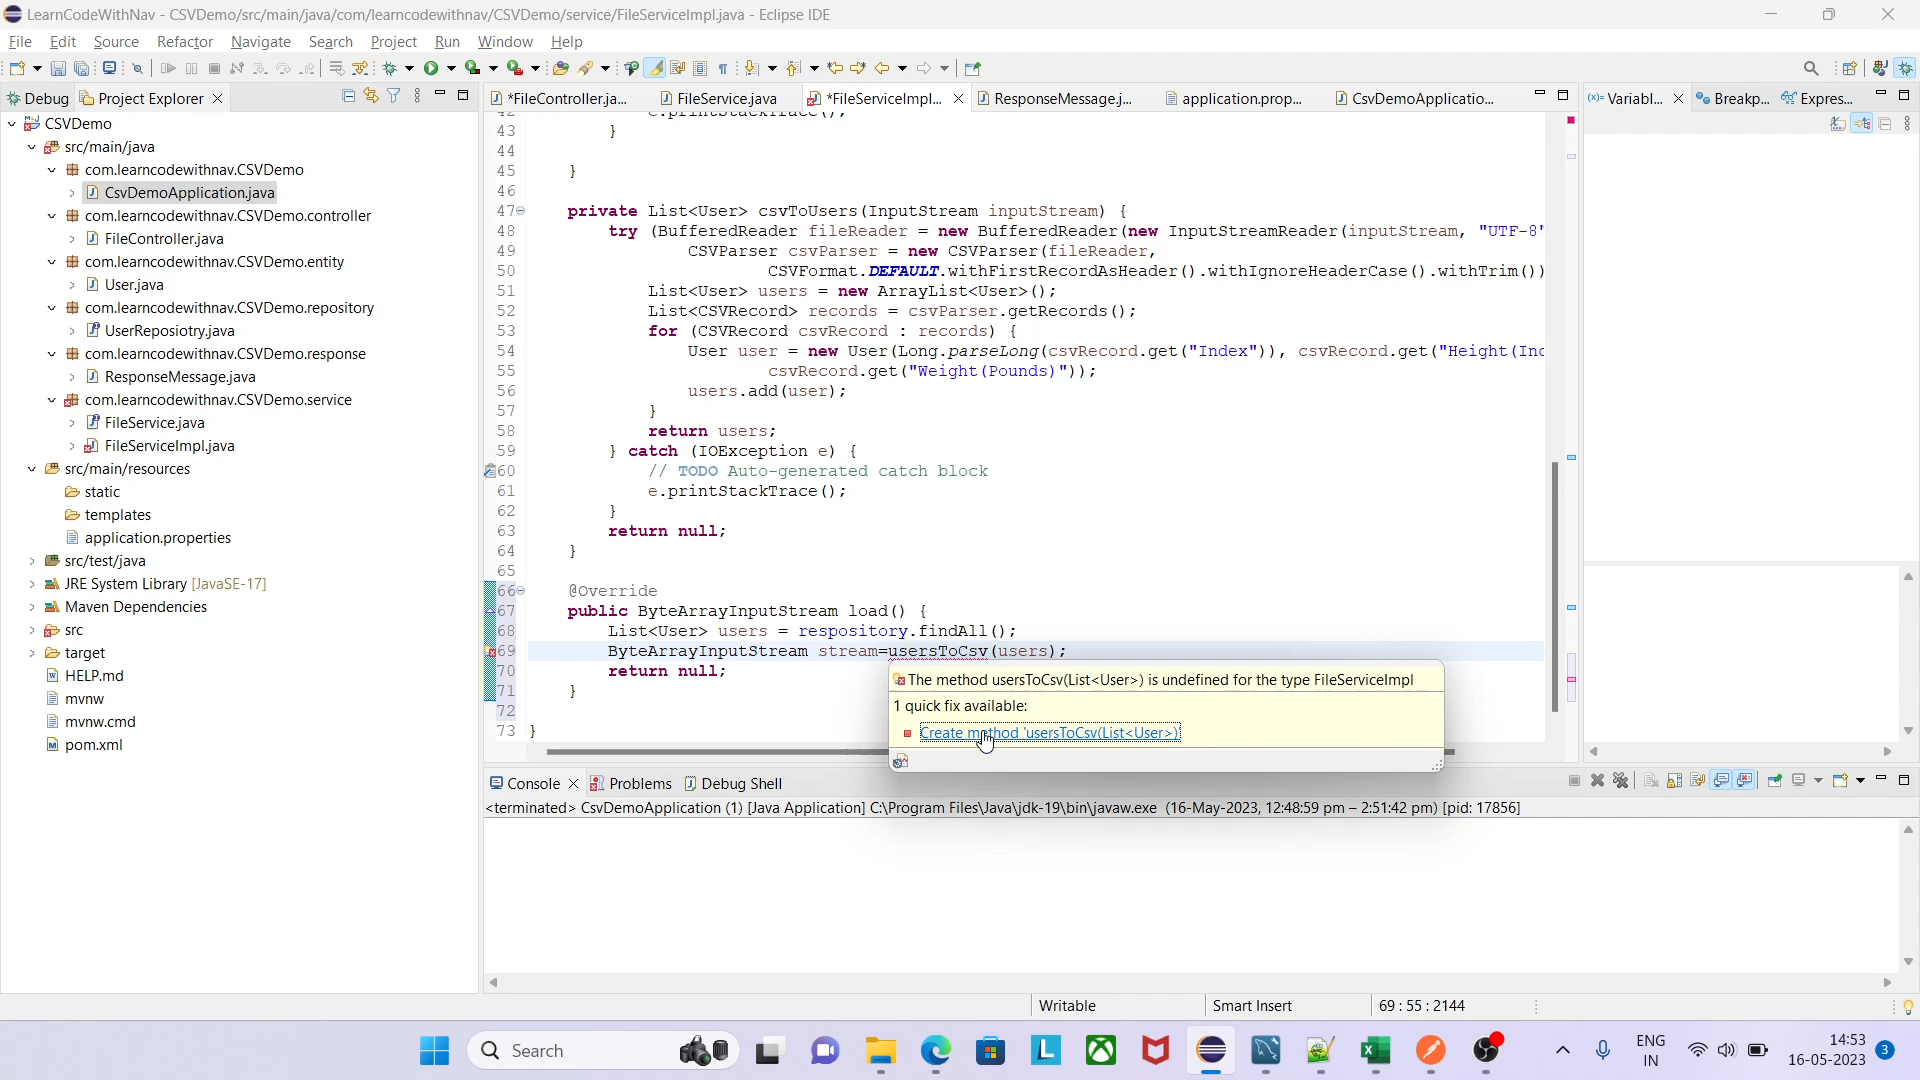 LearnCodeWithNav - CSVDemo/src/main/java/com/learncodewithnav/CSVDemo/service/FileServiceImpl.java - Eclipse IDE
File Edit Source Refactor Navigate Search Project Run Window Help
Debug Project Explorer
*FileController.ja... FileService.java *FileServiceImpl... ResponseMessage.j... application.prop... CsvDemoApplicatio...
Variabl... Breakp... Expres...
CSVDemo
src/main/java
com.learncodewithnav.CSVDemo
CsvDemoApplication.java
com.learncodewithnav.CSVDemo.controller
FileController.java
com.learncodewithnav.CSVDemo.entity
User.java
com.learncodewithnav.CSVDemo.repository
UserReposiotry.java
com.learncodewithnav.CSVDemo.response
ResponseMessage.java
com.learncodewithnav.CSVDemo.service
FileService.java
FileServiceImpl.java
src/main/resources
static
templates
application.properties
src/test/java
JRE System Library [JavaSE-17]
Maven Dependencies
src
target
HELP.md
mvnw
mvnw.cmd
pom.xml
42 e.printStackTrace();
43 }
44
45 }
46
47 private List<User> csvToUsers(InputStream inputStream) {
48 try (BufferedReader fileReader = new BufferedReader(new InputStreamReader(inputStream, "UTF-8"
49 CSVParser csvParser = new CSVParser(fileReader,
50 CSVFormat.DEFAULT.withFirstRecordAsHeader().withIgnoreHeaderCase().withTrim())
51 List<User> users = new ArrayList<User>();
52 List<CSVRecord> records = csvParser.getRecords();
53 for (CSVRecord csvRecord : records) {
54 User user = new User(Long.parseLong(csvRecord.get("Index")), csvRecord.get("Height(Inc
55 csvRecord.get("Weight(Pounds)"));
56 users.add(user);
57 }
58 return users;
59 } catch (IOException e) {
60 // TODO Auto-generated catch block
61 e.printStackTrace();
62 }
63 return null;
64 }
65
66 @Override
67 public ByteArrayInputStream load() {
68 List<User> users = respository.findAll();
69 ByteArrayInputStream stream=usersToCsv(users);
70 return null;
71 }
72
73 }
The method usersToCsv(List<User>) is undefined for the type FileServiceImpl
1 quick fix available:
Create method 'usersToCsv(List<User>)'
Console Problems Debug Shell
<terminated> CsvDemoApplication (1) [Java Application] C:\Program Files\Java\jdk-19\bin\javaw.exe (16-May-2023, 12:48:59 pm – 2:51:42 pm) [pid: 17856]
Writable Smart Insert 69 : 55 : 2144
Search
ENG
IN
14:53
16-05-2023
3